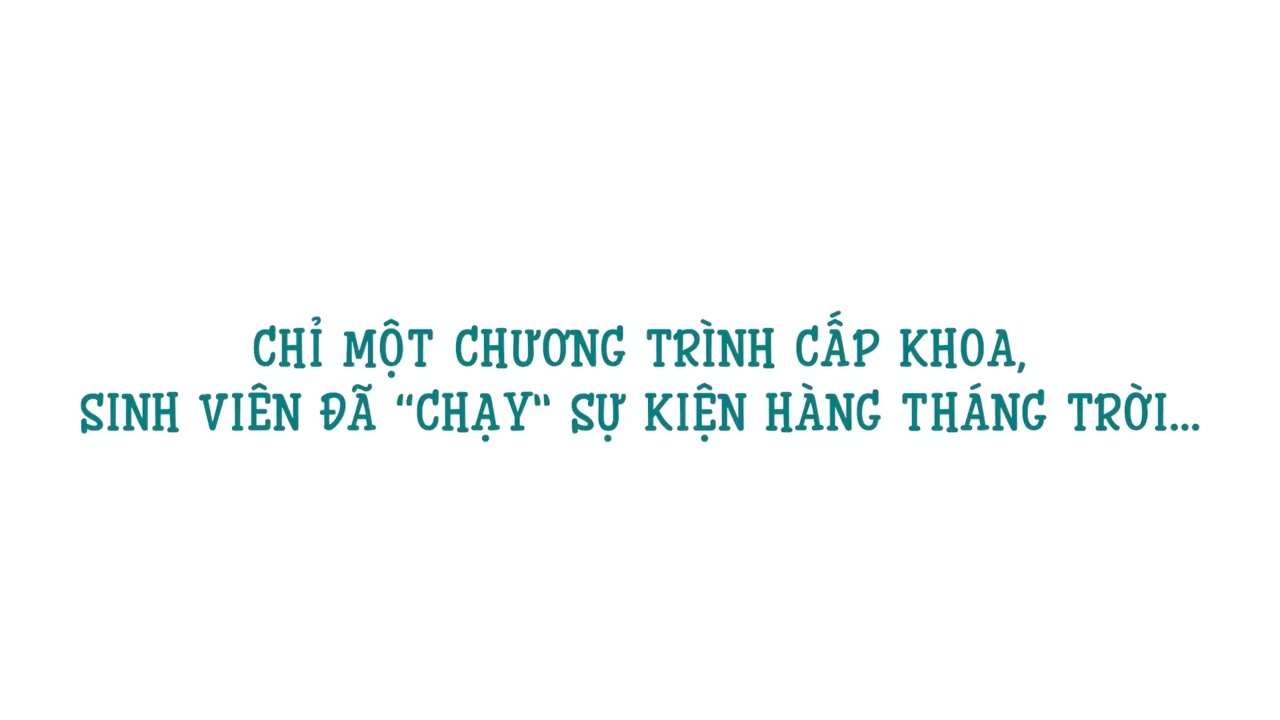 CHỈ MỘT CHƯƠNG TRÌNH CẤP KHOA,
SINH VIÊN ĐÃ “CHẠY“ SỰ KIỆN HÀNG THÁNG TRỜI...